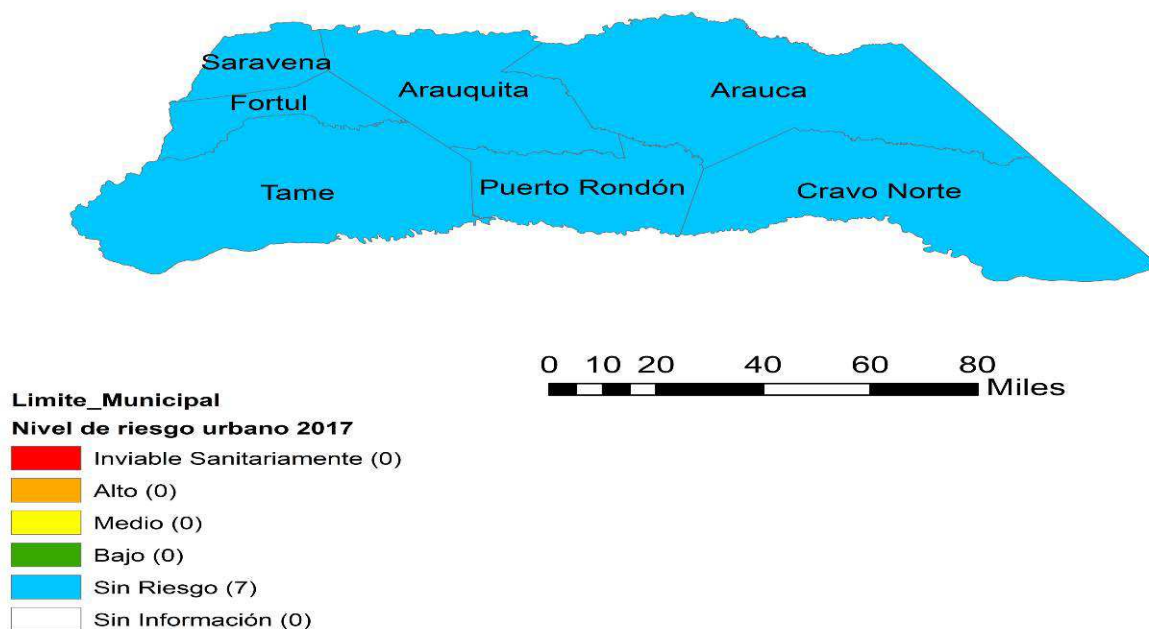 Saravena
Fortul
Arauquita
Arauca
Tame
Puerto Rondón
Cravo Norte
0 10 20 40 60 80
Miles
Limite_Municipal
Nivel de riesgo urbano 2017
Inviable Sanitariamente (0)
Alto (0)
Medio (0)
Bajo (0)
Sin Riesgo (7)
Sin Información (0)